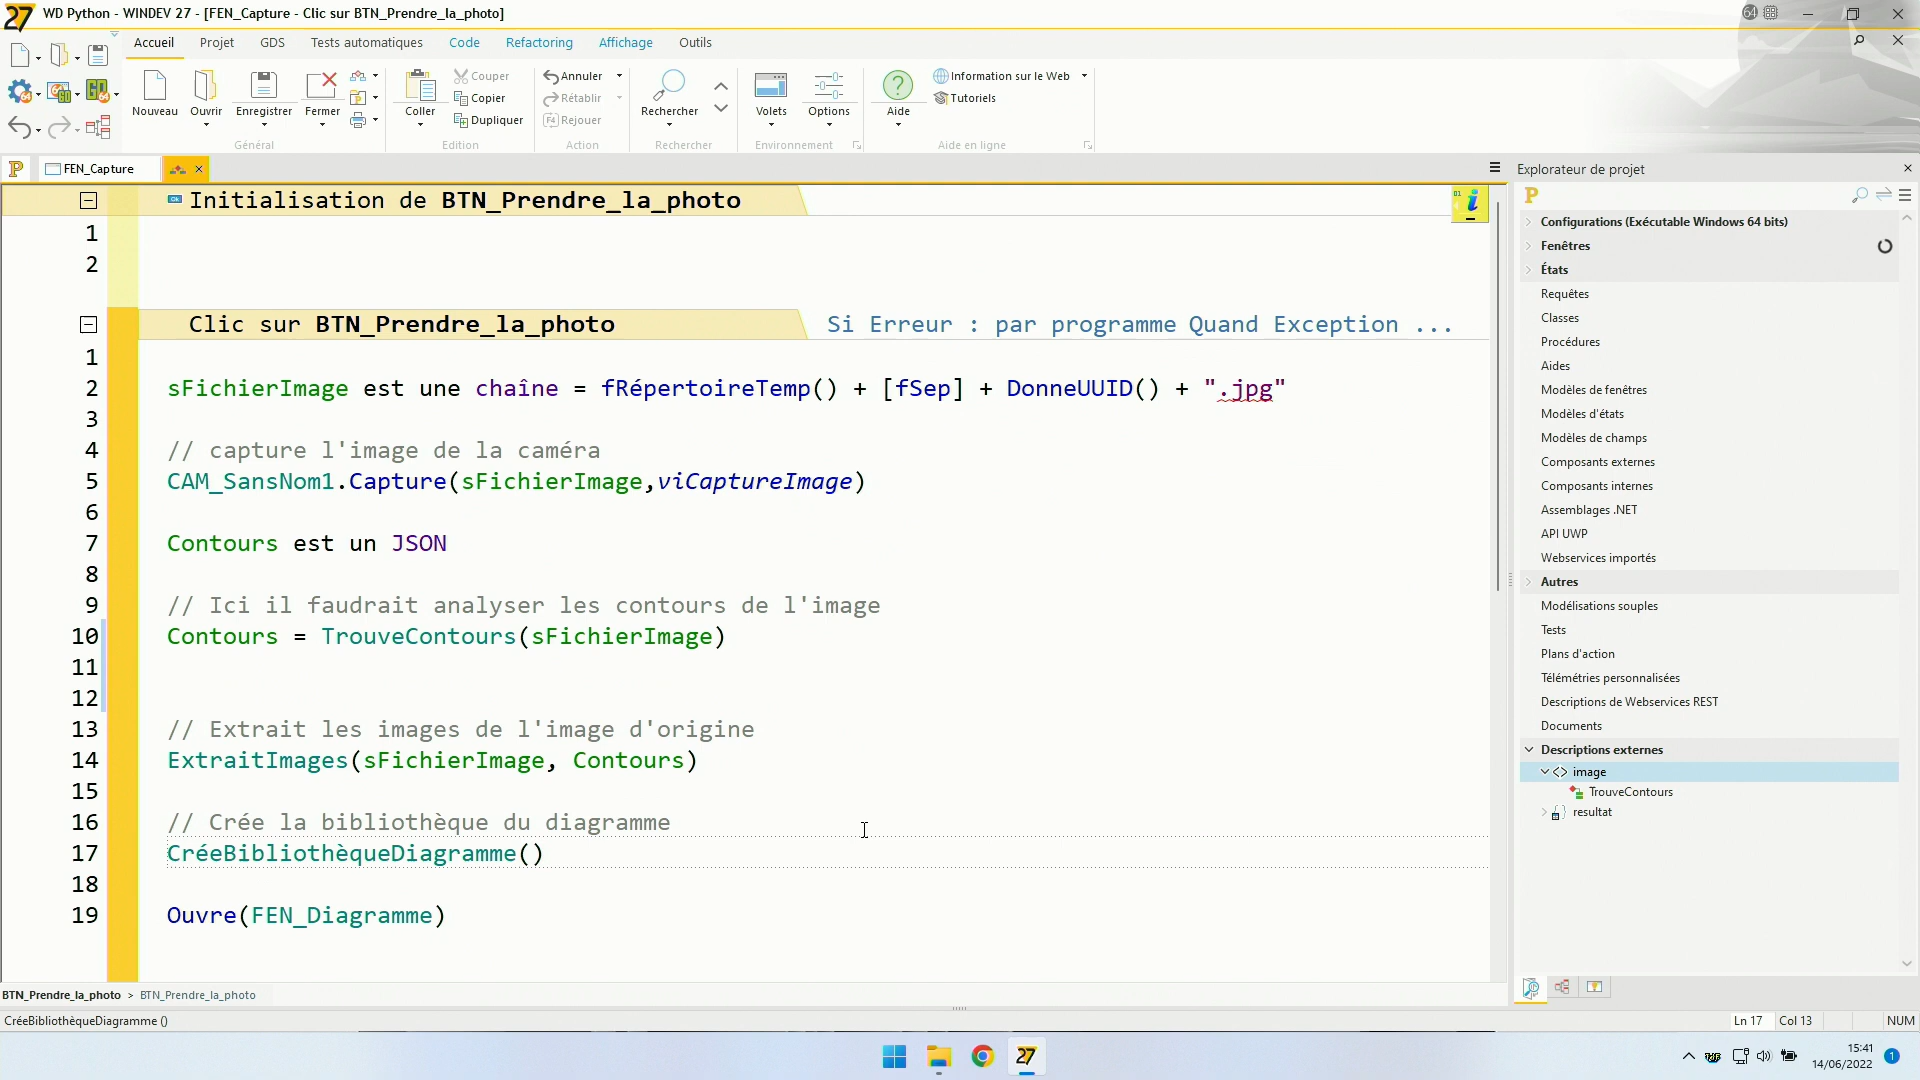 27 WD Python - WINDEV 27 - [FEN_Capture - Clic sur BTN_Prendre_la_photo]
64
Accueil Projet GDS Tests automatiques Code Refactoring Affichage Outils
Nouveau Ouvrir Enregistrer Fermer
Général
Coller Couper
Copier
Dupliquer
Edition
Annuler
Rétablir
F4 Rejouer
Action
Rechercher
Rechercher
Volets Options
Environnement
Aide Information sur le Web
Tutoriels
Aide en ligne
FEN_Capture
Initialisation de BTN_Prendre_la_photo
1
2
Clic sur BTN_Prendre_la_photo Si Erreur : par programme Quand Exception ...
1
2 sFichierImage est une chaîne = fRépertoireTemp() + [fSep] + DonneUUID() + ".jpg"
3
4 // capture l'image de la caméra
5 CAM_SansNom1.Capture(sFichierImage,viCaptureImage)
6
7 Contours est un JSON
8
9 // Ici il faudrait analyser les contours de l'image
10 Contours = TrouveContours(sFichierImage)
11
12
13 // Extrait les images de l'image d'origine
14 ExtraitImages(sFichierImage, Contours)
15
16 // Crée la bibliothèque du diagramme
17 CréeBibliothèqueDiagramme()
18
19 Ouvre(FEN_Diagramme)
BTN_Prendre_la_photo > BTN_Prendre_la_photo
Explorateur de projet
Configurations (Exécutable Windows 64 bits)
Fenêtres
États
Requêtes
Classes
Procédures
Aides
Modèles de fenêtres
Modèles d'états
Modèles de champs
Composants externes
Composants internes
Assemblages .NET
API UWP
Webservices importés
Autres
Modélisations souples
Tests
Plans d'action
Télémétries personnalisées
Descriptions de Webservices REST
Documents
Descriptions externes
image
TrouveContours
resultat
CréeBibliothèqueDiagramme () Ln 17 Col 13 NUM
27
15:41
14/06/2022
1